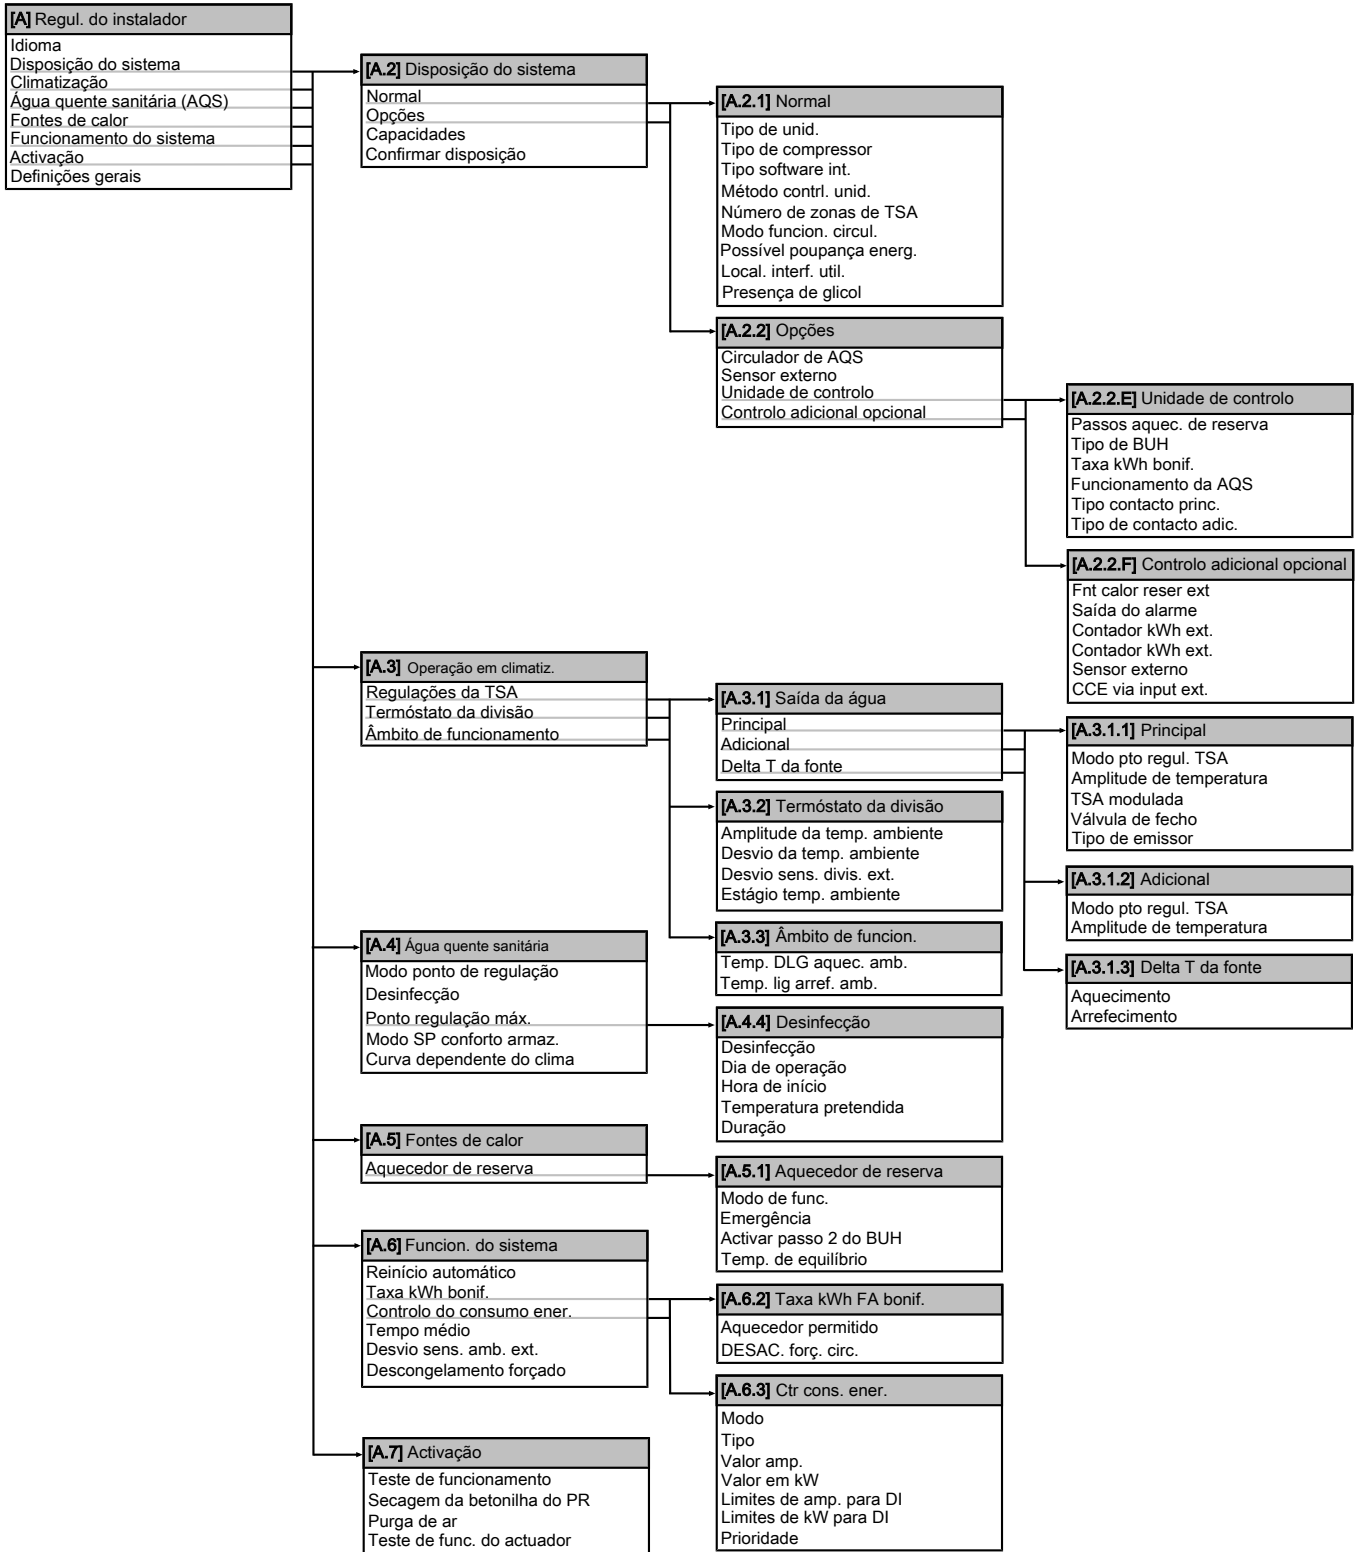 [A] Regul. do instalador
Idioma
Disposição do sistema
Climatização
Água quente sanitária (AQS)
Fontes de calor
Funcionamento do sistema
Activação
Definições gerais
[A.2] Disposição do sistema
Normal
Opções
Capacidades
Confirmar disposição
[A.2.1] Normal
Tipo de unid.
Tipo de compressor
Tipo software int.
Método contrl. unid.
Número de zonas de TSA
Modo funcion. circul.
Possível poupança energ.
Local. interf. util.
Presença de glicol
[A.2.2] Opções
Circulador de AQS
Sensor externo
Unidade de controlo
Controlo adicional opcional
[A.2.2.E] Unidade de controlo
Passos aquec. de reserva
Tipo de BUH
Taxa kWh bonif.
Funcionamento da AQS
Tipo contacto princ.
Tipo de contacto adic.
[A.2.2.F] Controlo adicional opcional
Fnt calor reser ext
Saída do alarme
Contador kWh ext.
Contador kWh ext.
Sensor externo
CCE via input ext.
[A.3] Operação em climatiz.
Regulações da TSA
Termóstato da divisão
Âmbito de funcionamento
[A.3.1] Saída da água
Principal
Adicional
Delta T da fonte
[A.3.1.1] Principal
Modo pto regul. TSA
Amplitude de temperatura
TSA modulada
Válvula de fecho
Tipo de emissor
[A.3.2] Termóstato da divisão
Amplitude da temp. ambiente
Desvio da temp. ambiente
Desvio sens. divis. ext.
Estágio temp. ambiente
[A.3.1.2] Adicional
Modo pto regul. TSA
Amplitude de temperatura
[A.3.3] Âmbito de funcion.
Temp. DLG aquec. amb.
Temp. lig arref. amb.
[A.3.1.3] Delta T da fonte
Aquecimento
Arrefecimento
[A.4] Água quente sanitária
Modo ponto de regulação
Desinfecção
Ponto regulação máx.
Modo SP conforto armaz.
Curva dependente do clima
[A.4.4] Desinfecção
Desinfecção
Dia de operação
Hora de início
Temperatura pretendida
Duração
[A.5] Fontes de calor
Aquecedor de reserva
[A.5.1] Aquecedor de reserva
Modo de func.
Emergência
Activar passo 2 do BUH
Temp. de equilíbrio
[A.6] Funcion. do sistema
Reinício automático
Taxa kWh bonif.
Controlo do consumo ener.
Tempo médio
Desvio sens. amb. ext.
Descongelamento forçado
[A.6.2] Taxa kWh FA bonif.
Aquecedor permitido
DESAC. forç. circ.
[A.6.3] Ctr cons. ener.
Modo
Tipo
Valor amp.
Valor em kW
Limites de amp. para DI
Limites de kW para DI
Prioridade
[A.7] Activação
Teste de funcionamento
Secagem da betonilha do PR
Purga de ar
Teste de func. do actuador